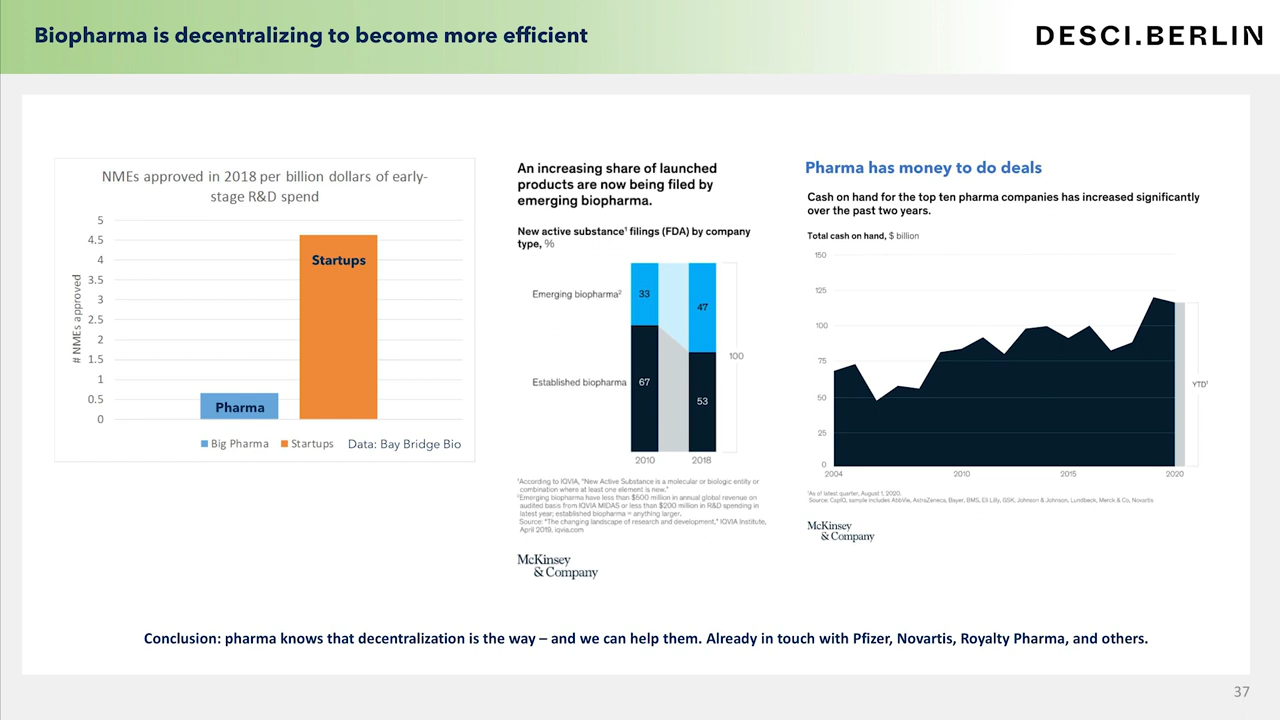 Biopharma is decentralizing to become more efficient
DESCI.BERLIN
NMEs approved in 2018 per billion dollars of early-
stage R&D spend
# NMEs approved
5
4.5
4
3.5
3
2.5
2
1.5
1
0.5
0
Startups
Pharma
Big Pharma
Startups
Data: Bay Bridge Bio
An increasing share of launched
products are now being filed by
emerging biopharma.
New active substance¹ filings (FDA) by company
type, %
Emerging biopharma²
33
47
100
Established biopharma
67
53
2010
2018
¹According to IQVIA, "New Active Substance is a molecular or biologic entity or
combination where at least one element is new."
²Emerging biopharma have less than $500 million in annual global revenue on
audited basis from IQVIA MIDAS or less than $200 million in R&D spending in
latest year; established biopharma = anything larger.
Source: "The changing landscape of research and development," IQVIA Institute,
April 2019, iqvia.com
McKinsey
& Company
Pharma has money to do deals
Cash on hand for the top ten pharma companies has increased significantly
over the past two years.
Total cash on hand, $ billion
150
125
100
75
50
25
0
YTD¹
2004
2010
2015
2020
¹As of latest quarter, August 1, 2020.
Source: CapIQ, sample includes AbbVie, AstraZeneca, Bayer, BMS, Eli Lilly, GSK, Johnson & Johnson, Lundbeck, Merck & Co, Novartis
McKinsey
& Company
Conclusion: pharma knows that decentralization is the way – and we can help them. Already in touch with Pfizer, Novartis, Royalty Pharma, and others.
37